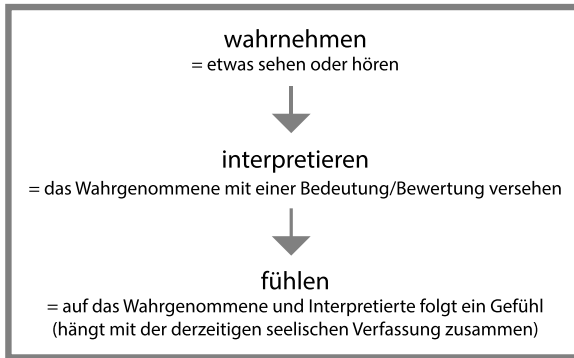 wahrnehmen
= etwas sehen oder hören
interpretieren
= das Wahrgenommene mit einer Bedeutung/Bewertung versehen
fühlen
= auf das Wahrgenommene und Interpretierte folgt ein Gefühl
(hängt mit der derzeitigen seelischen Verfassung zusammen)